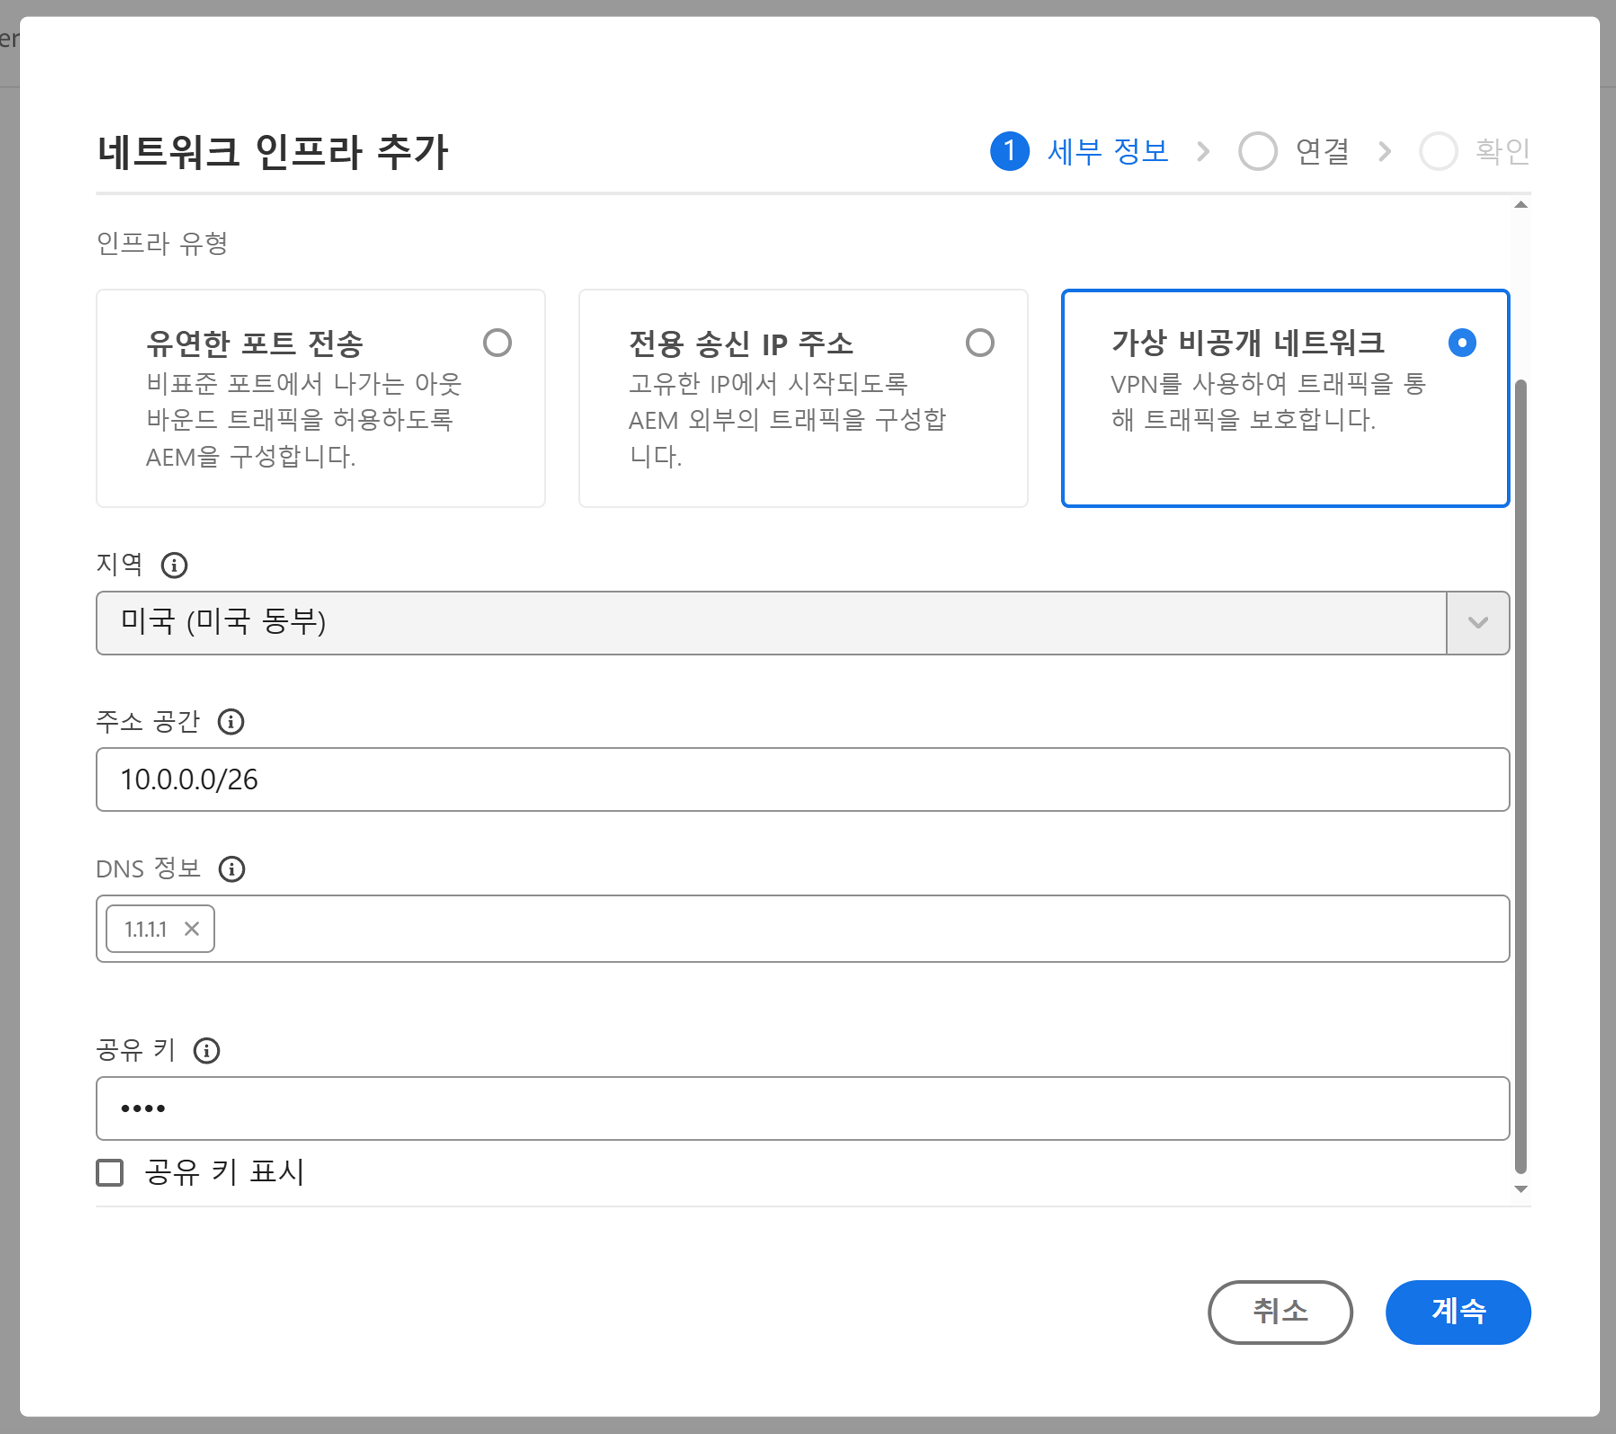 er
네트워크 인프라 추가
1 세부 정보 연결 확인
인프라 유형
유연한 포트 전송
비표준 포트에서 나가는 아웃
바운드 트래픽을 허용하도록
AEM을 구성합니다.
전용 송신 IP 주소
고유한 IP에서 시작되도록
AEM 외부의 트래픽을 구성합
니다.
가상 비공개 네트워크
VPN를 사용하여 트래픽을 통
해 트래픽을 보호합니다.
지역
미국 (미국 동부)
주소 공간
10.0.0.0/26
DNS 정보
1.1.1.1
공유 키
••••
공유 키 표시
취소
계속